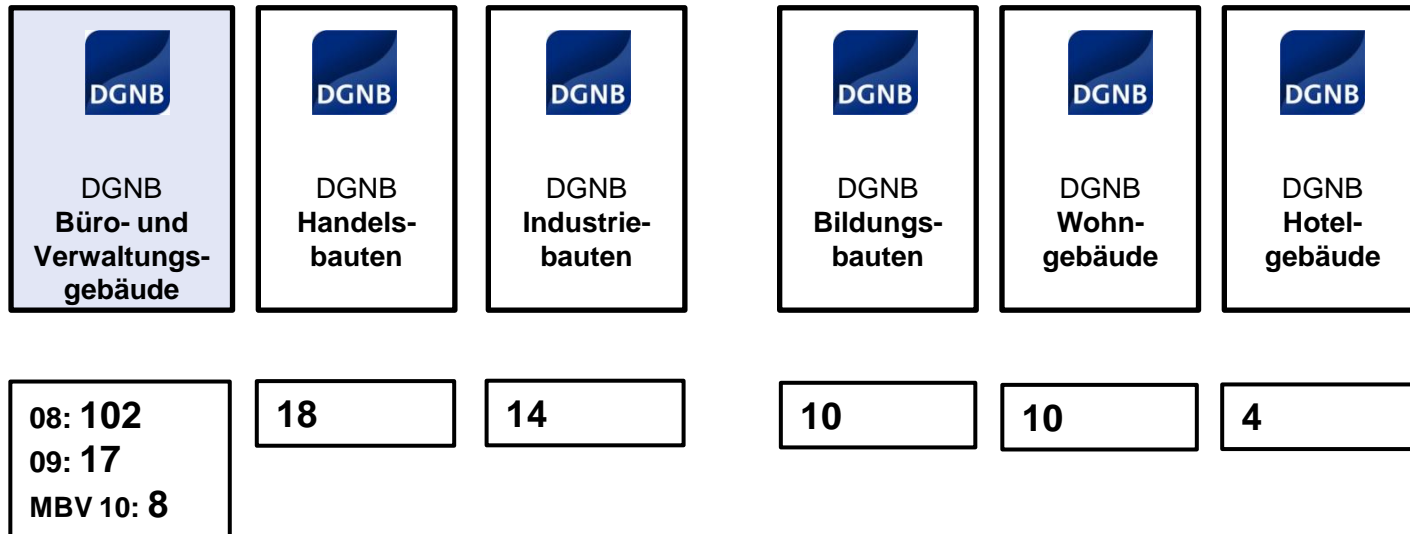 DGNB
DGNB
Büro- und
Verwaltungs-
gebäude
DGNB
DGNB
Handels-
bauten
DGNB
DGNB
Industrie-
bauten
DGNB
DGNB
Bildungs-
bauten
DGNB
DGNB
Wohn-
gebäude
DGNB
DGNB
Hotel-
gebäude
08: 102
09: 17
MBV 10: 8
18
14
10
10
4